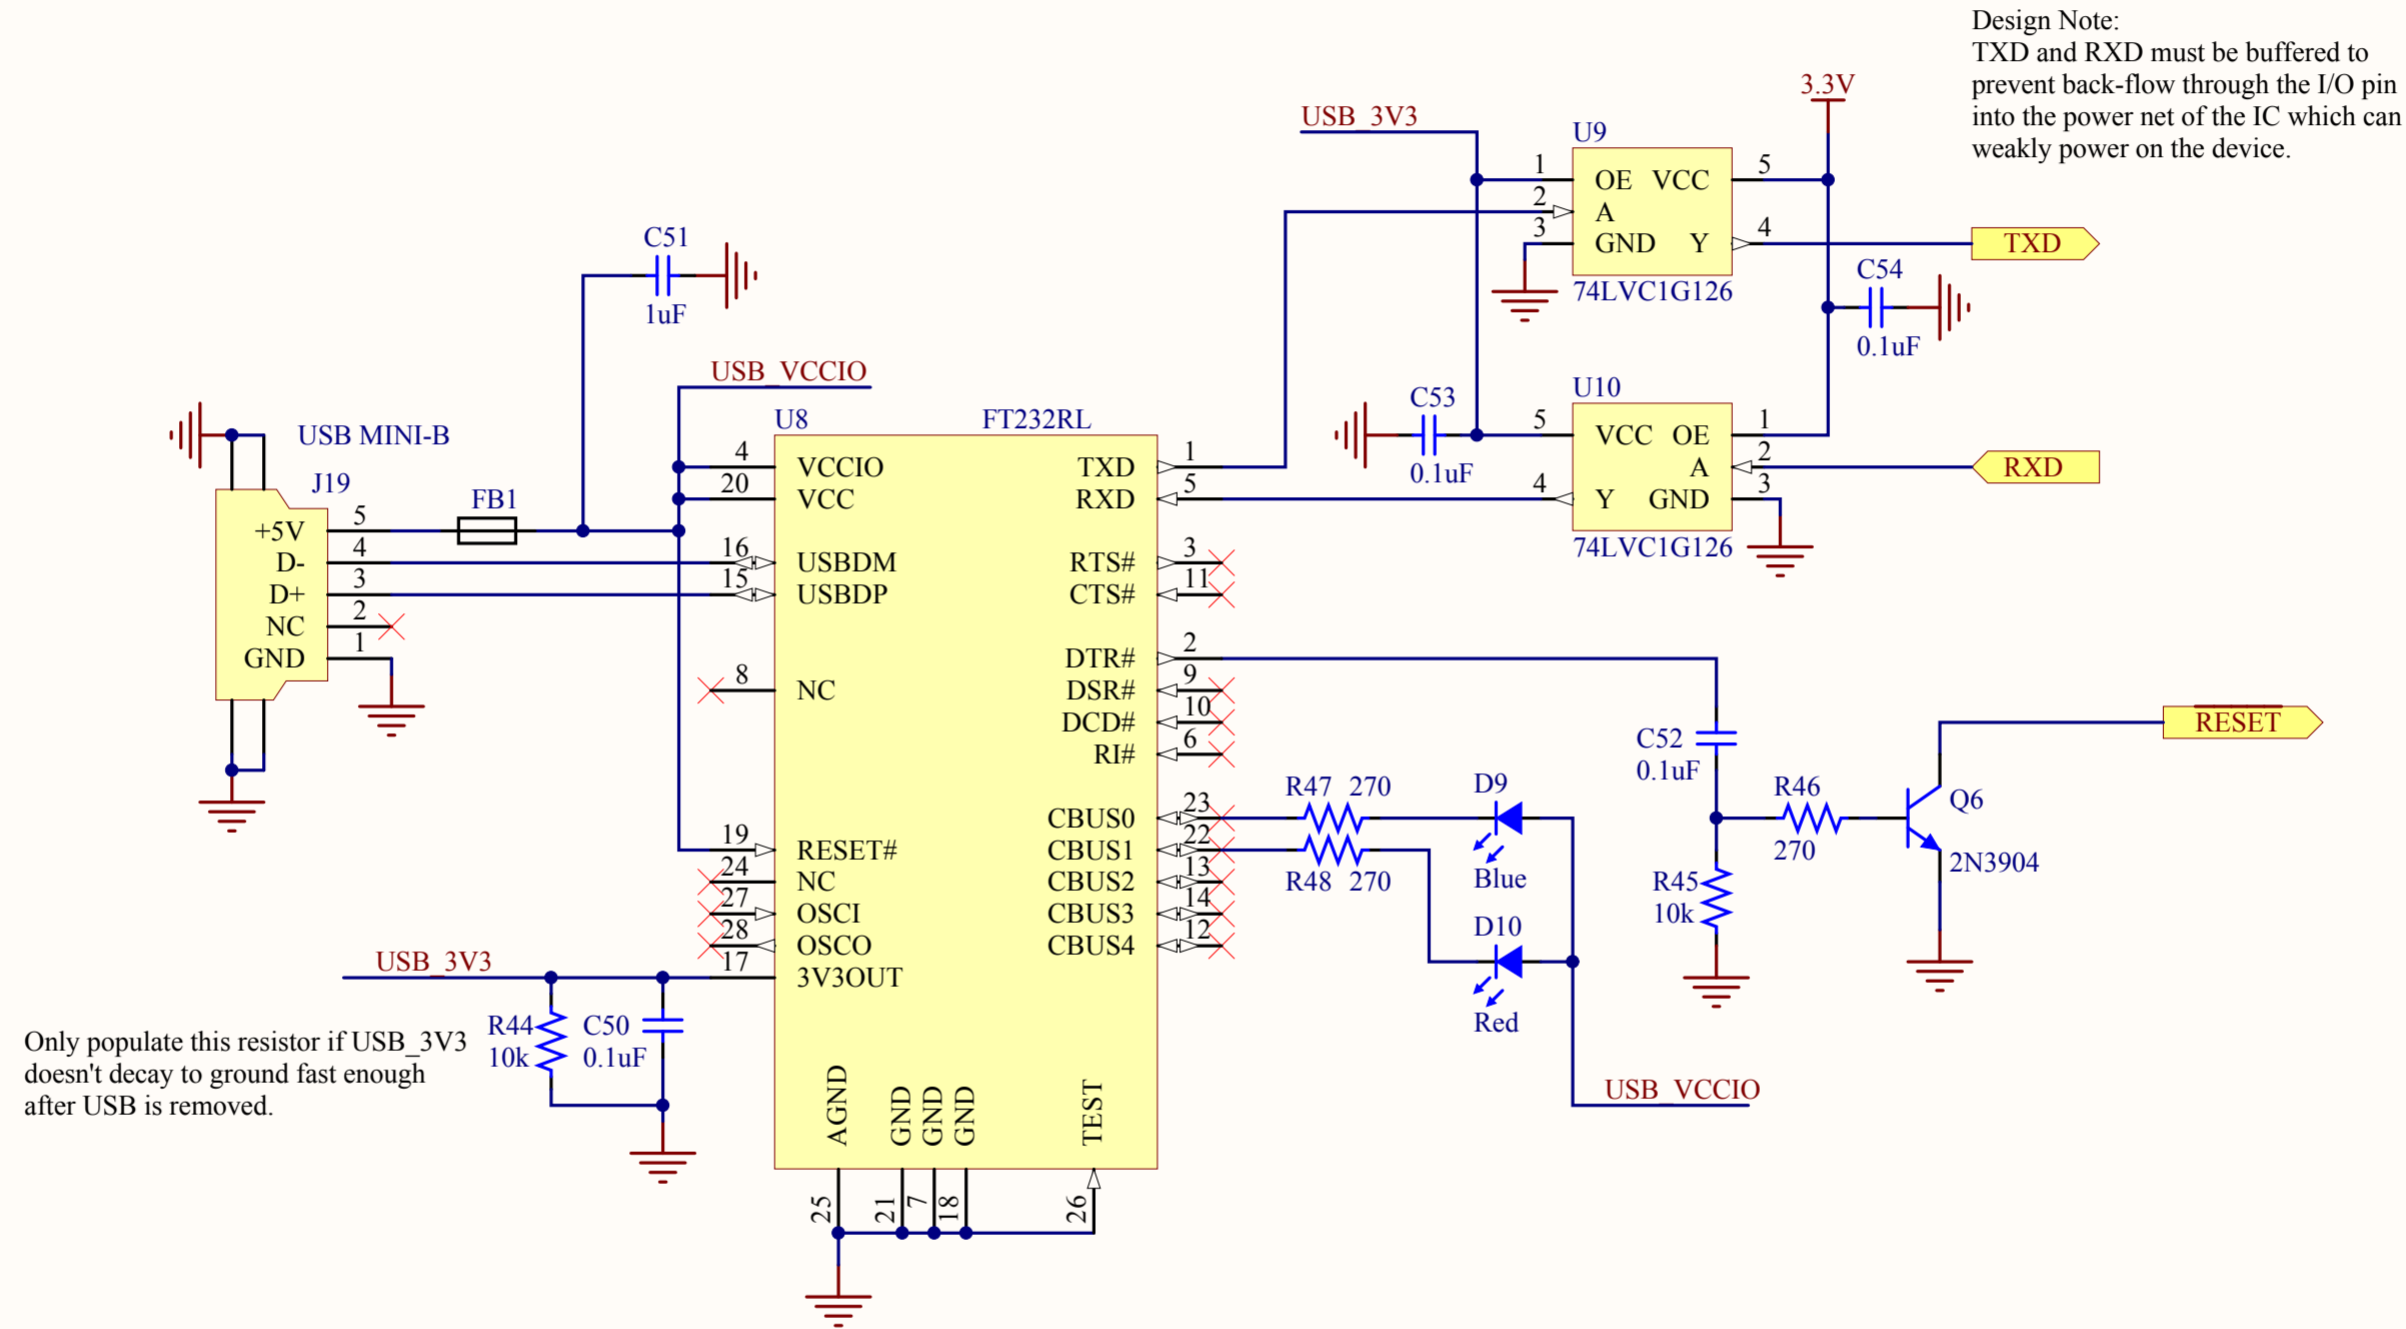 Design Note:
TXD and RXD must be buffered to
prevent back-flow through the I/O pin
into the power net of the IC which can
weakly power on the device.
3.3V
USB_3V3
U9
1 OE VCC 5
2 A
3 GND Y 4
74LVC1G126
TXD
C54
0.1uF
C51
1uF
USB_VCCIO
U10
C53
0.1uF
5 VCC OE 1
A 2
4 Y GND 3
74LVC1G126
RXD
USB MINI-B
J19
+5V 5
D- 4
D+ 3
NC 2
GND 1
FB1
U8 FT232RL
4 VCCIO TXD 1
20 VCC RXD 5
16 USBDM RTS# 3
15 USBDP CTS# 11
DTR# 2
8 NC DSR# 9
DCD# 10
RI# 6
CBUS0 23
19 RESET# CBUS1 22
24 NC CBUS2 13
27 OSCI CBUS3 14
28 OSCO CBUS4 12
17 3V3OUT
AGND GND GND GND TEST
25 21 7 18 26
R47 270
R48 270
D9
Blue
D10
Red
USB_VCCIO
C52
0.1uF
R46
270
R45
10k
Q6
2N3904
RESET
USB_3V3
R44
10k
C50
0.1uF
Only populate this resistor if USB_3V3
doesn't decay to ground fast enough
after USB is removed.